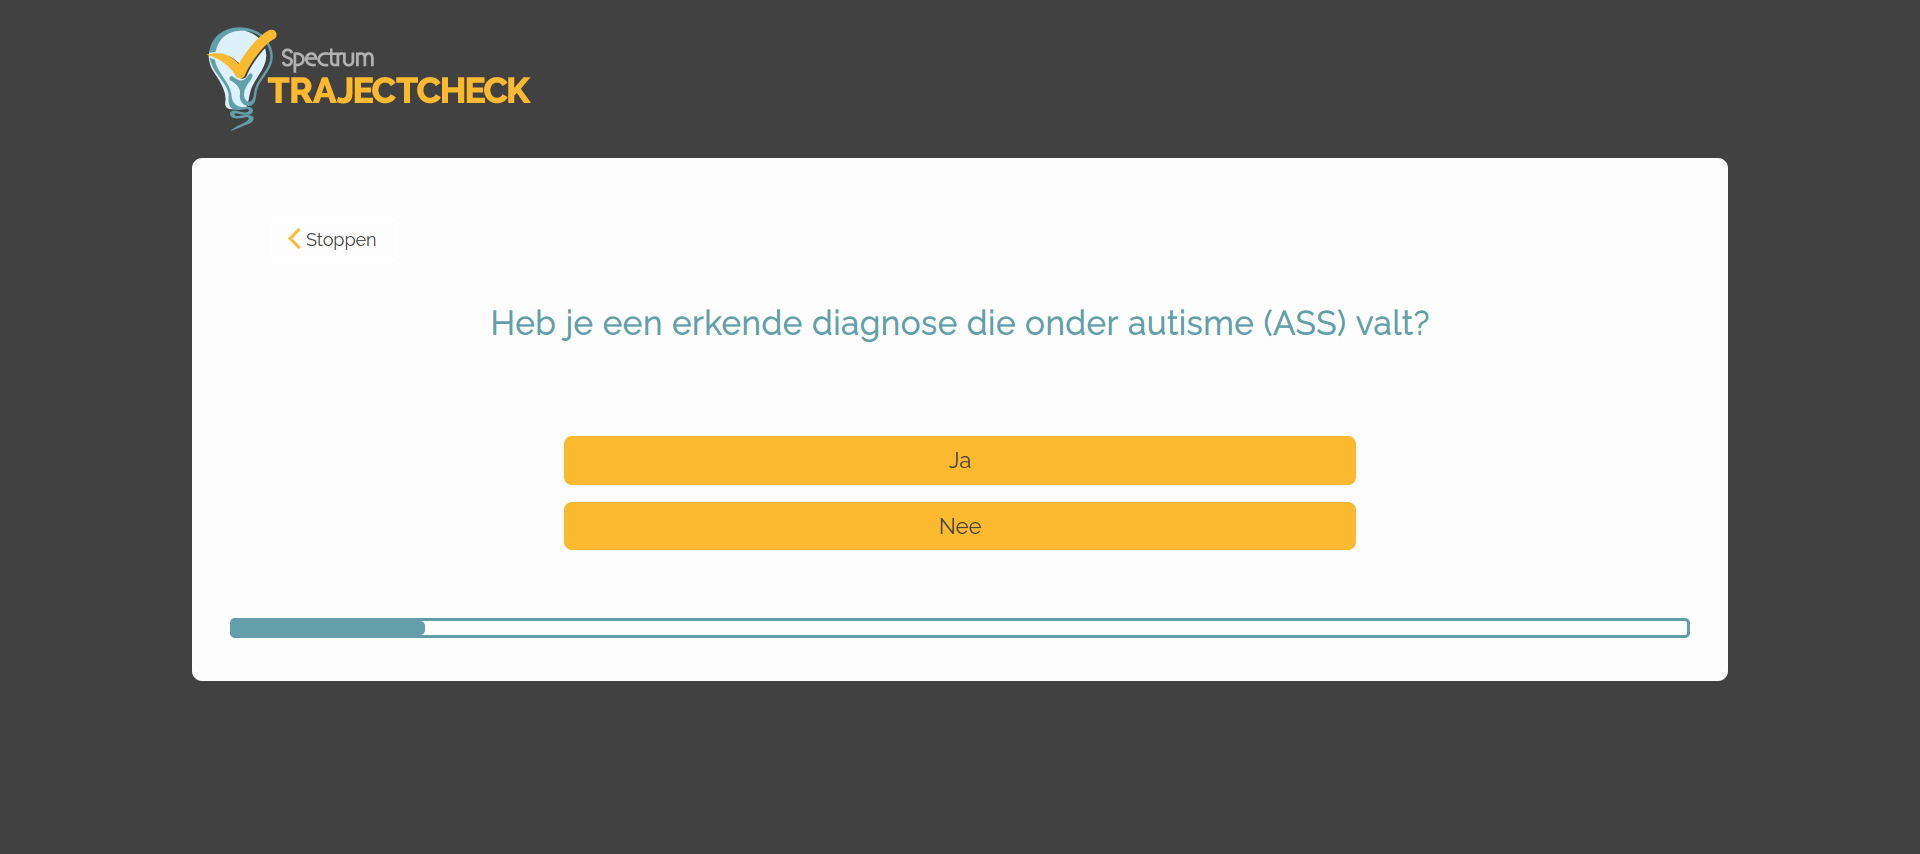 Spectrum
TRAJECTCHECK
Stoppen
Heb je een erkende diagnose die onder autisme (ASS) valt?
Ja
Nee